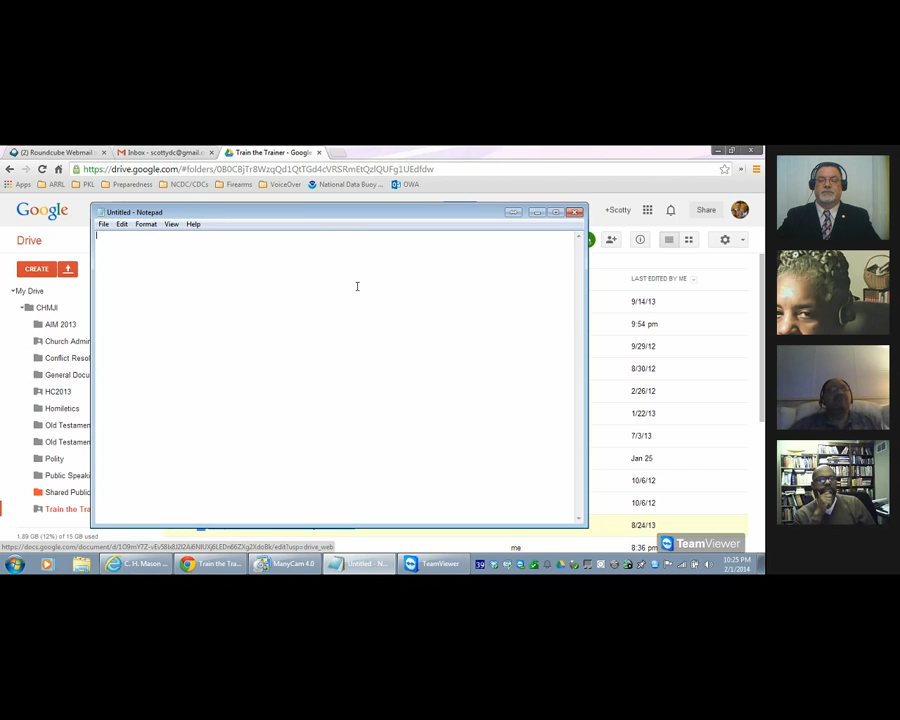 (2) Roundcube Webmail
Inbox - scottydc@gmail.c
Train the Trainer - Google
https://drive.google.com/#folders/
Apps
ARRL
PKL
Preparedness
NCDC/CDCs
Firearms
VoiceOver
National Data Buoy
OWA
Google
+Scotty
Share
Untitled - Notepad
File
Edit
Format
View
Help
Drive
CREATE
LAST EDITED BY ME
My Drive
CHMJI
AIM 2013
Church Admin
Conflict Resol
General Docu
HC2013
Homiletics
Old Testamen
Old Testamen
Polity
Public Speaki
Shared Public
Train the Tra
9/14/13
9:54 pm
9/29/12
8/30/12
2/26/12
1/22/13
7/3/13
Jan 25
10/6/12
10/6/12
8/24/13
1.89 GB (12%) of 15 GB used
me
8:36 pm
TeamViewer
C. H. Mason ...
Train the Tra...
ManyCam 4.0
Untitled - N...
TeamViewer
39
10:25 PM
2/1/2014